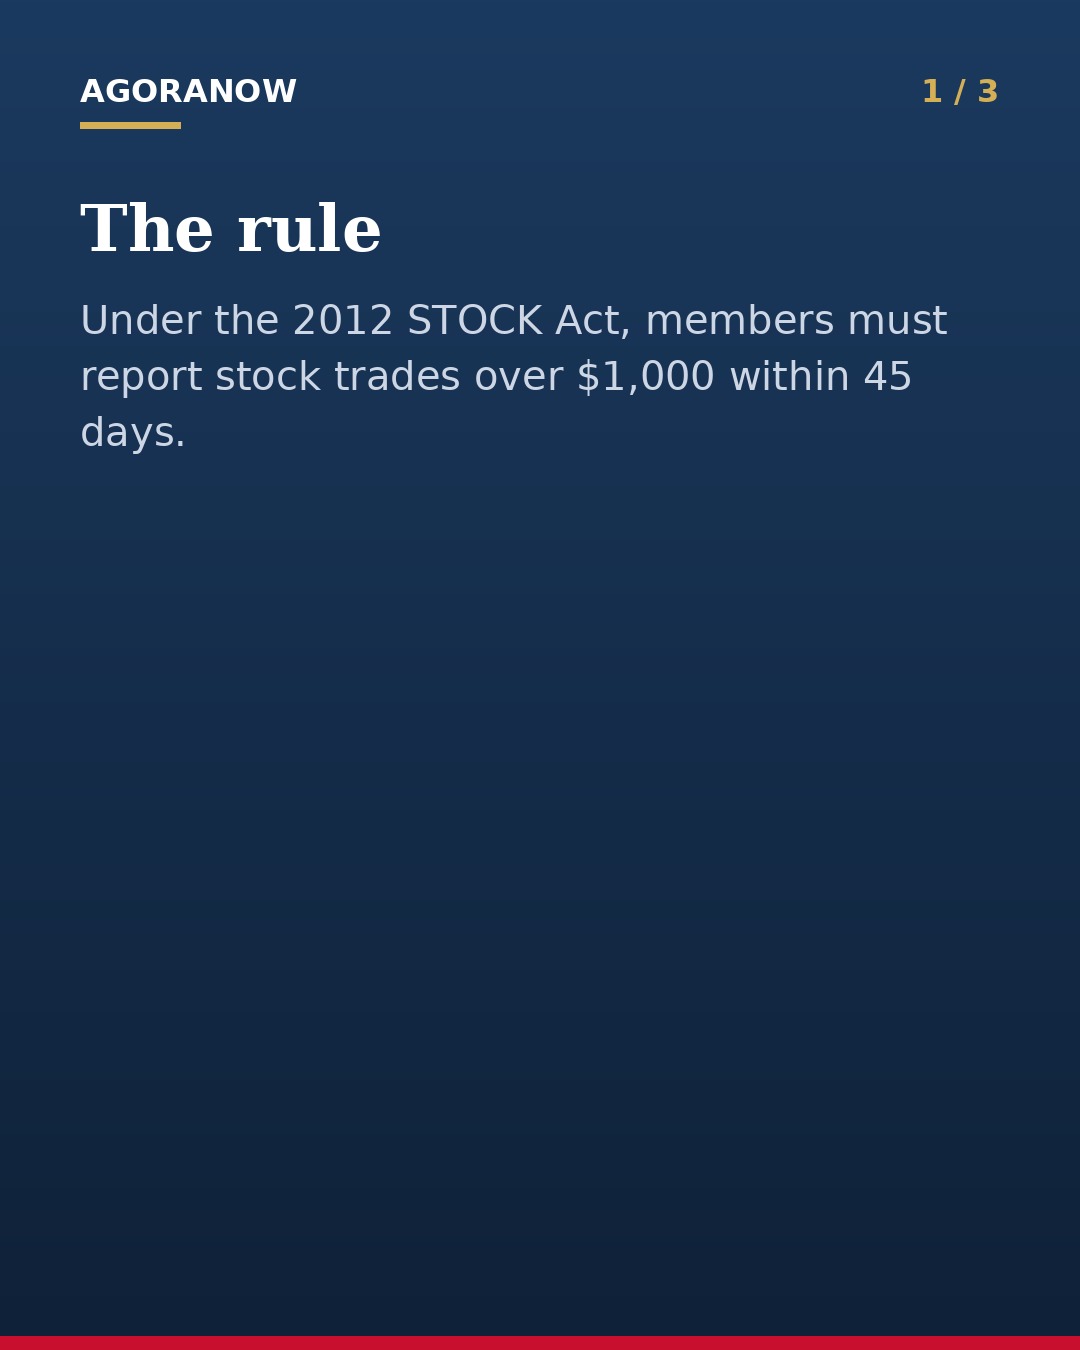 AGORANOW
1 / 3
The rule
Under the 2012 STOCK Act, members must
report stock trades over $1,000 within 45
days.